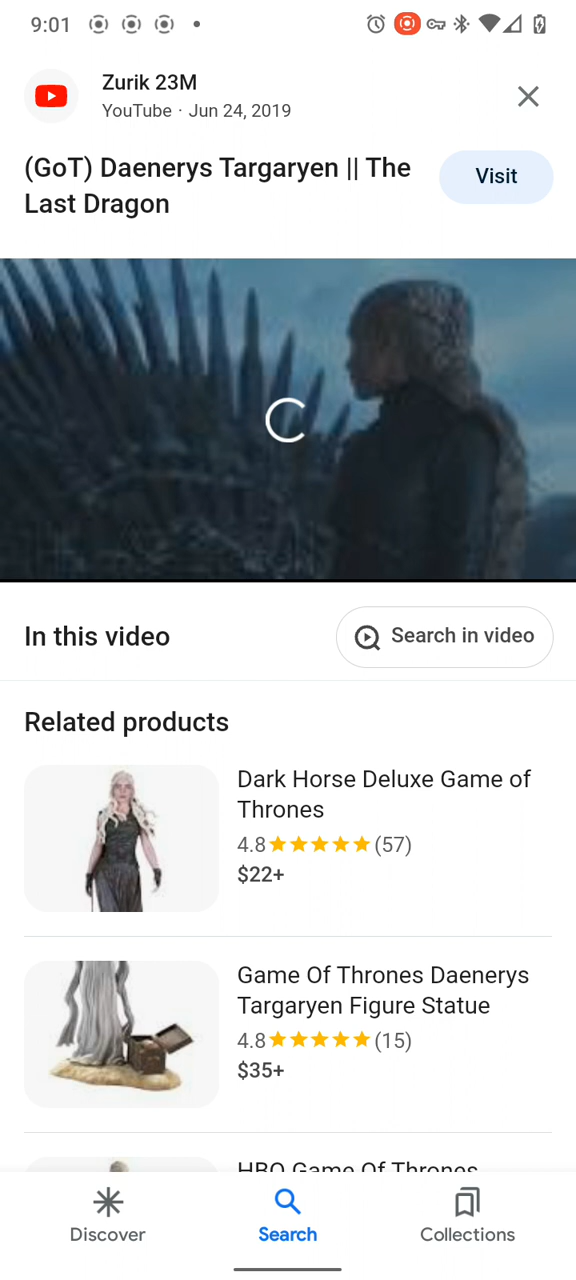 9:01
Zurik 23M
YouTube · Jun 24, 2019
(GoT) Daenerys Targaryen || The
Last Dragon
Visit
In this video
Search in video
Related products
Dark Horse Deluxe Game of
Thrones
4.8★★★★★(57)
$22+
Game Of Thrones Daenerys
Targaryen Figure Statue
4.8★★★★★(15)
$35+
HBO Game Of Thrones
Discover
Search
Collections